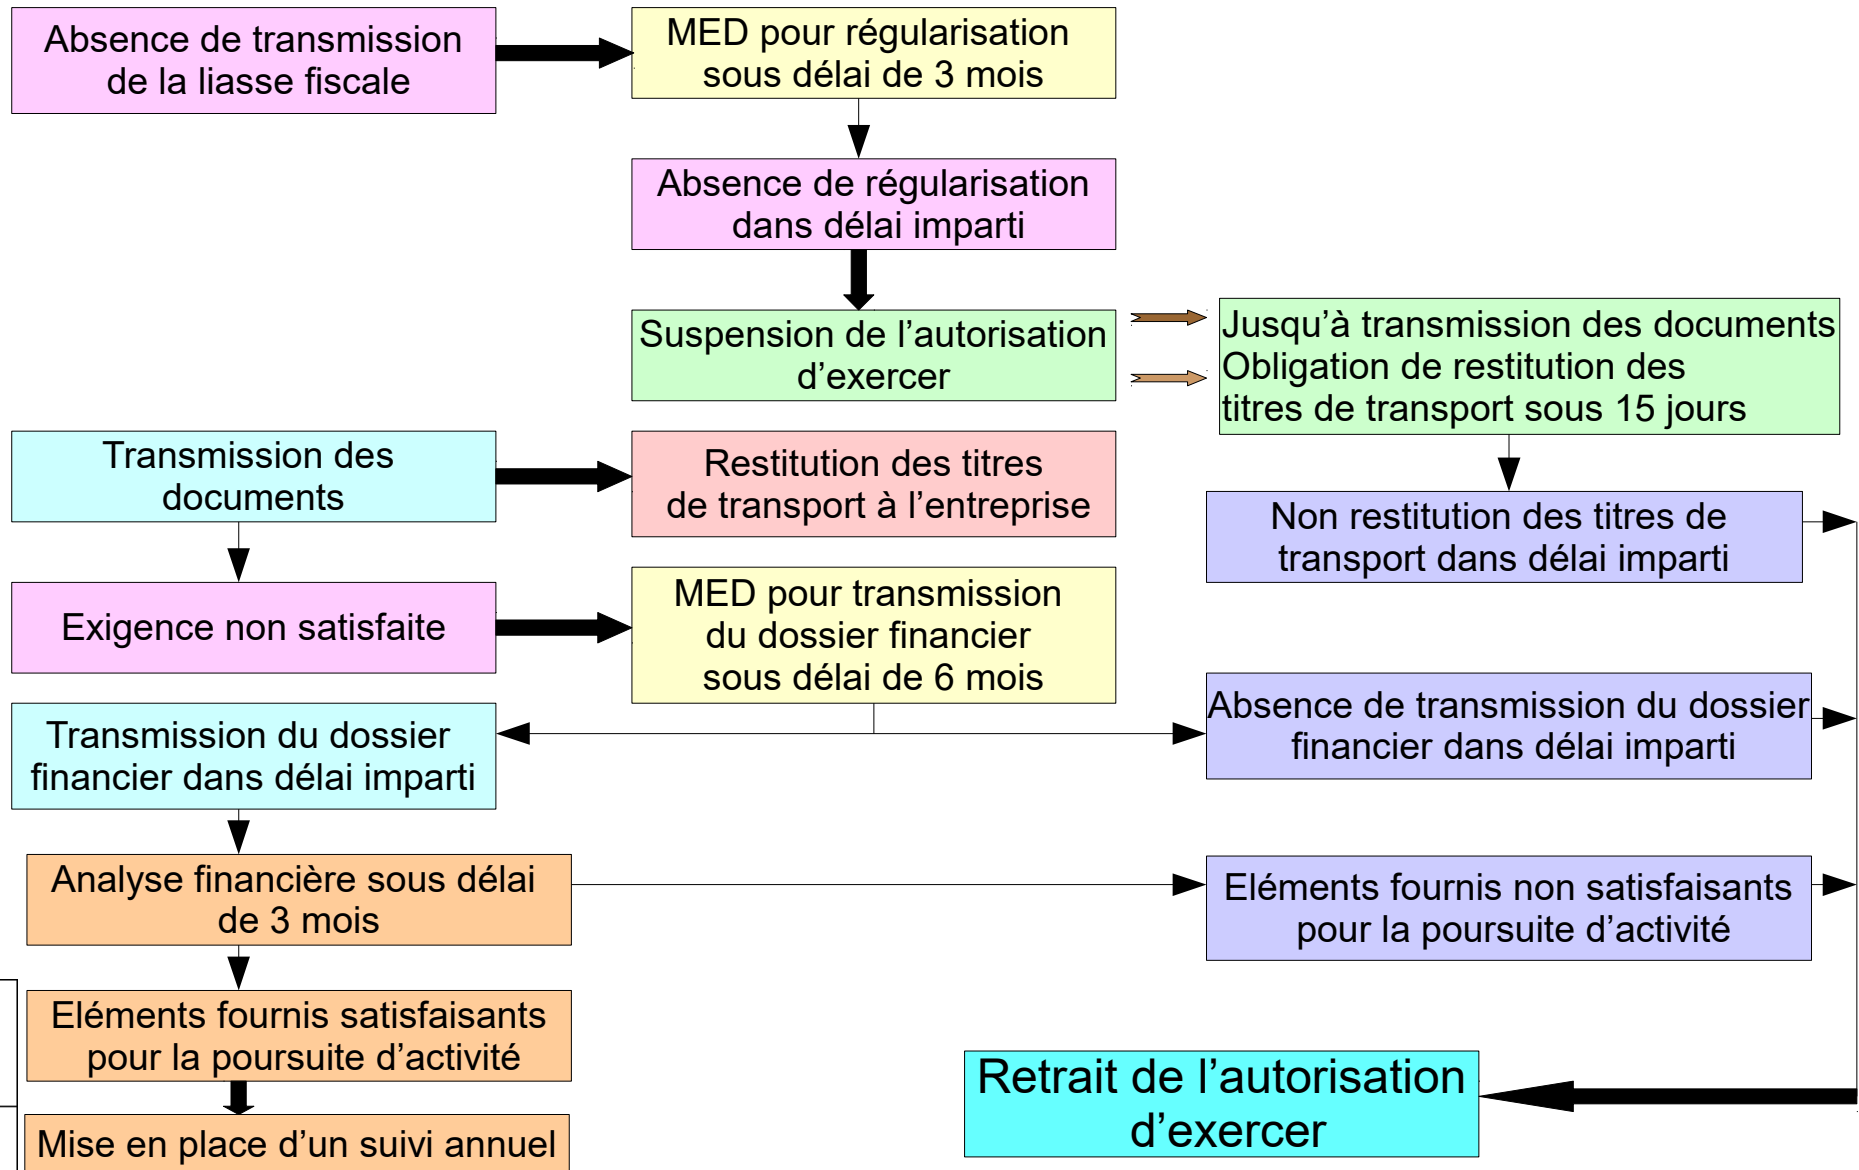 Absence de transmission
de la liasse fiscale
MED pour régularisation
sous délai de 3 mois
Absence de régularisation
dans délai imparti
Suspension de l’autorisation
d’exercer
Jusqu’à transmission des documents
Obligation de restitution des
titres de transport sous 15 jours
Transmission des
documents
Restitution des titres
de transport à l’entreprise
Non restitution des titres de
transport dans délai imparti
Exigence non satisfaite
MED pour transmission
du dossier financier
sous délai de 6 mois
Transmission du dossier
financier dans délai imparti
Absence de transmission du dossier
financier dans délai imparti
Analyse financière sous délai
de 3 mois
Eléments fournis non satisfaisants
pour la poursuite d’activité
Eléments fournis satisfaisants
pour la poursuite d’activité
Retrait de l’autorisation
d’exercer
Mise en place d’un suivi annuel